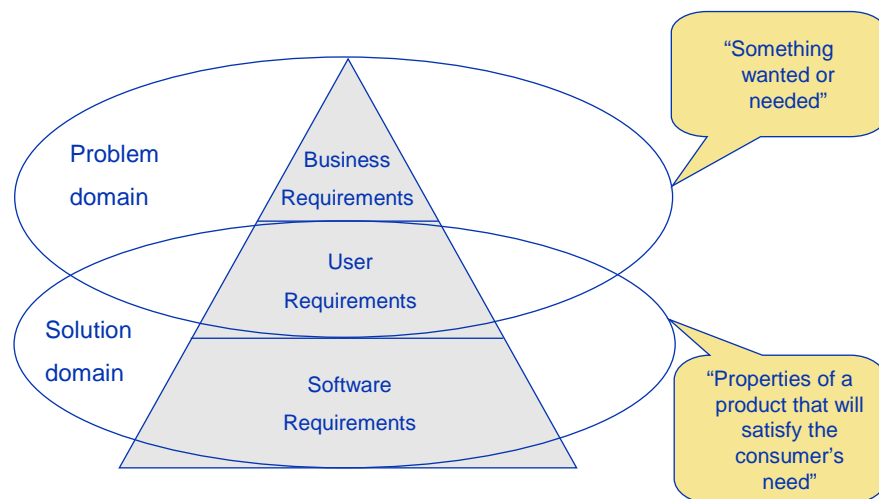 “Something
wanted or
needed”
Problem
domain
Business
Requirements
User
Requirements
Solution
domain
Software
Requirements
“Properties of a
product that will
satisfy the
consumer’s
need”